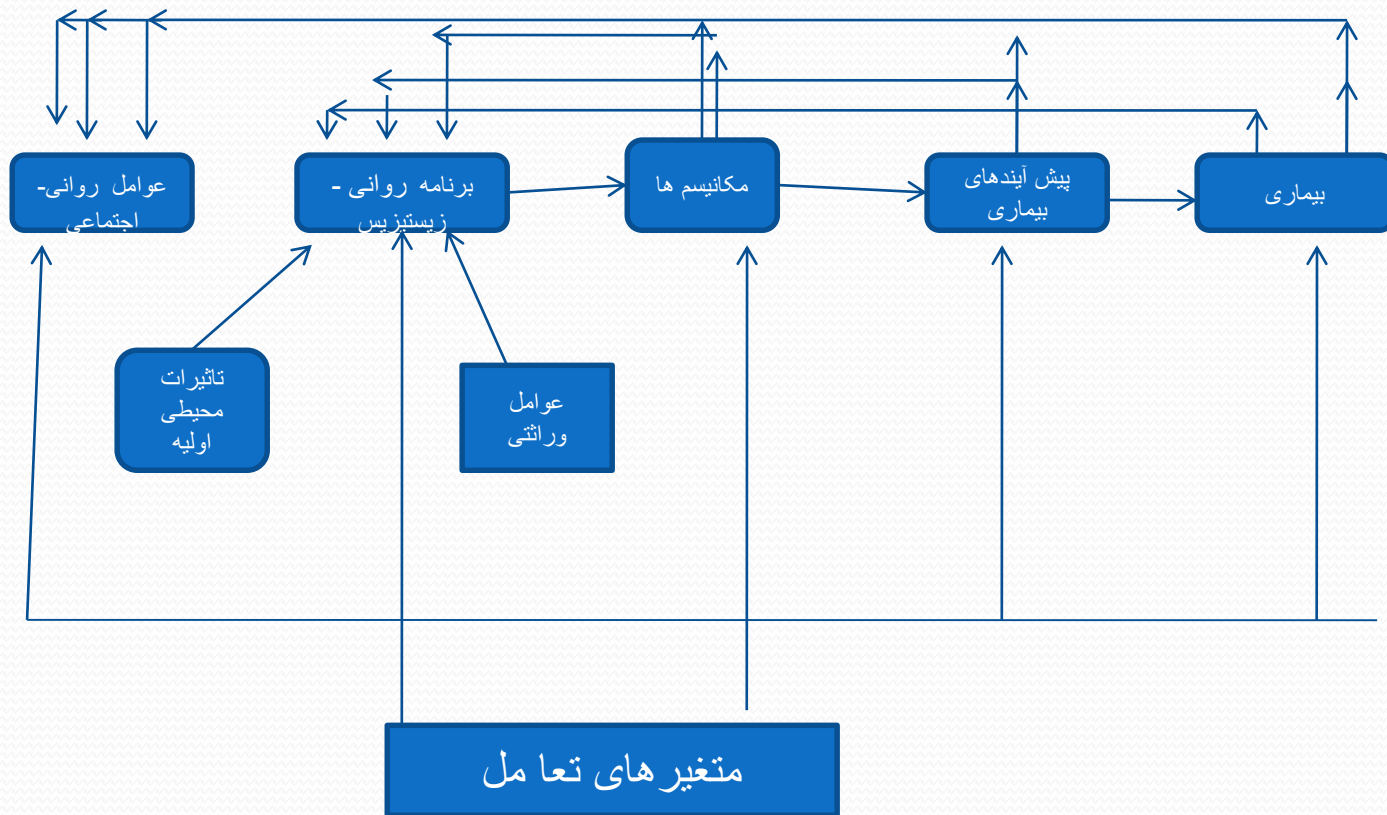 عوامل روانی-
اجتماعی
برنامه روانی -
زیستیزیس
مکانیسم ها
پیش آیندهای
بیماری
بیماری
تاثیرات
محیطی
اولیه
عوامل
وراثتی
متغیرهای تعا مل